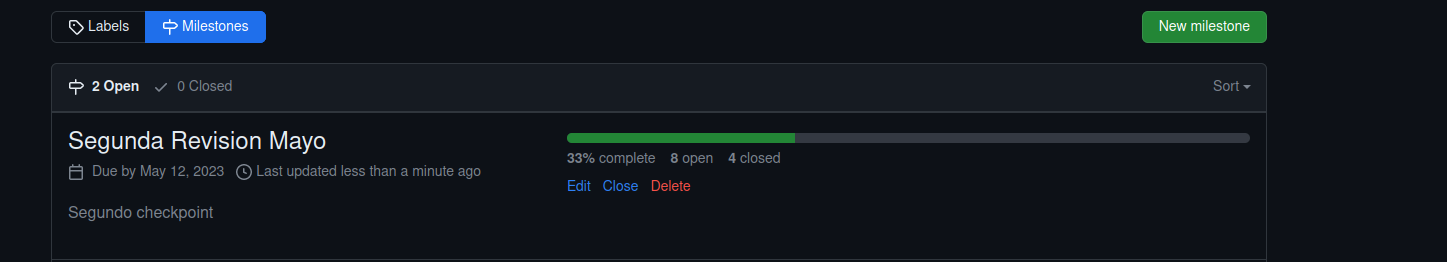 Labels Milestones New milestone
2 Open 0 Closed Sort
Segunda Revision Mayo
Due by May 12, 2023 Last updated less than a minute ago
Segundo checkpoint
33% complete 8 open 4 closed
Edit Close Delete